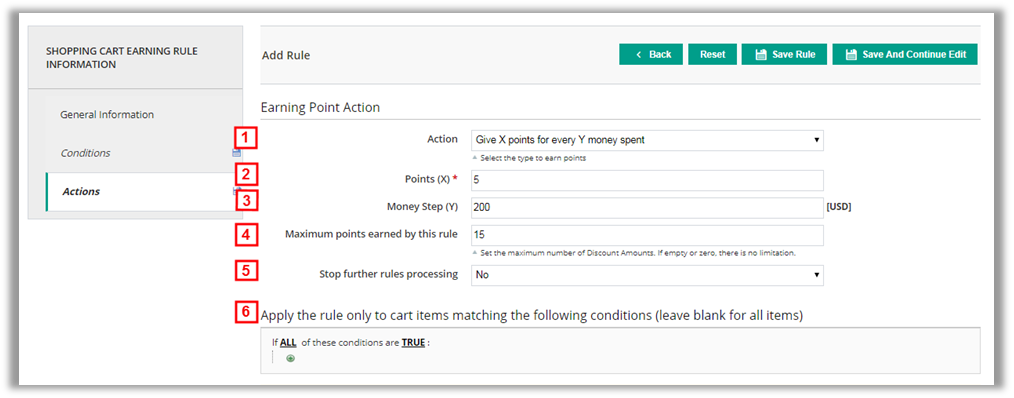 SHOPPING CART EARNING RULE
INFORMATION
General Information
Conditions
Actions
Add Rule
Back
Reset
Save Rule
Save And Continue Edit
Earning Point Action
1
Action
Give X points for every Y money spent
Select the type to earn points
2
Points (X) *
5
3
Money Step (Y)
200
[USD]
4
Maximum points earned by this rule
15
Set the maximum number of Discount Amounts. If empty or zero, there is no limitation.
5
Stop further rules processing
No
6
Apply the rule only to cart items matching the following conditions (leave blank for all items)
If ALL of these conditions are TRUE :